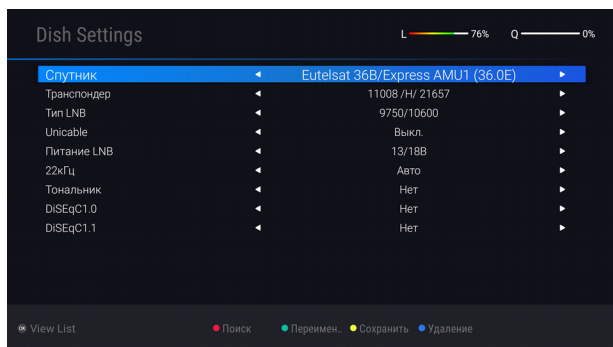 Dish Settings L 76% Q 0%
Спутник Eutelsat 36B/Express AMU1 (36.0E)
Транспондер 11008 /H/ 21657
Тип LNB 9750/10600
Unicable Выкл.
Питание LNB 13/18В
22кГц Авто
Тональник Нет
DiSEqC1.0 Нет
DiSEqC1.1 Нет
OK View List Поиск Переимен.. Сохранить Удаление